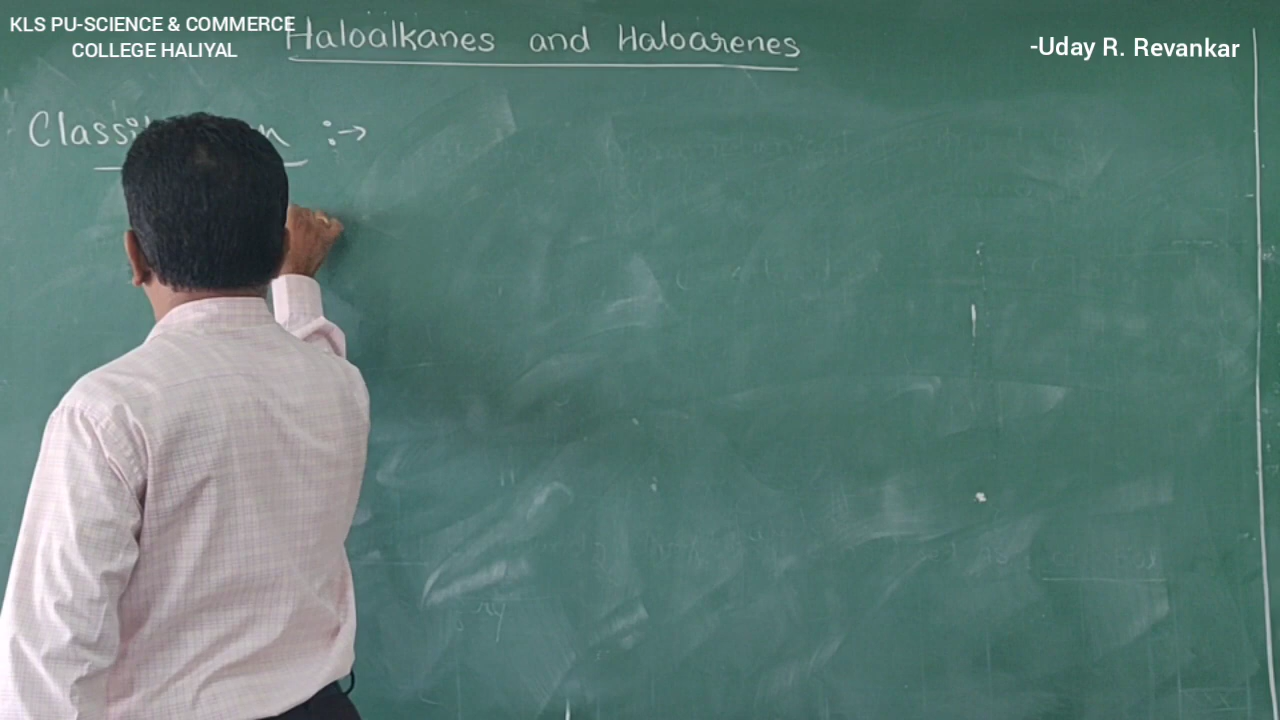 KLS PU-SCIENCE & COMMERCE
COLLEGE HALIYAL
Haloalkanes and Haloarenes
-Uday R. Revankar
:→